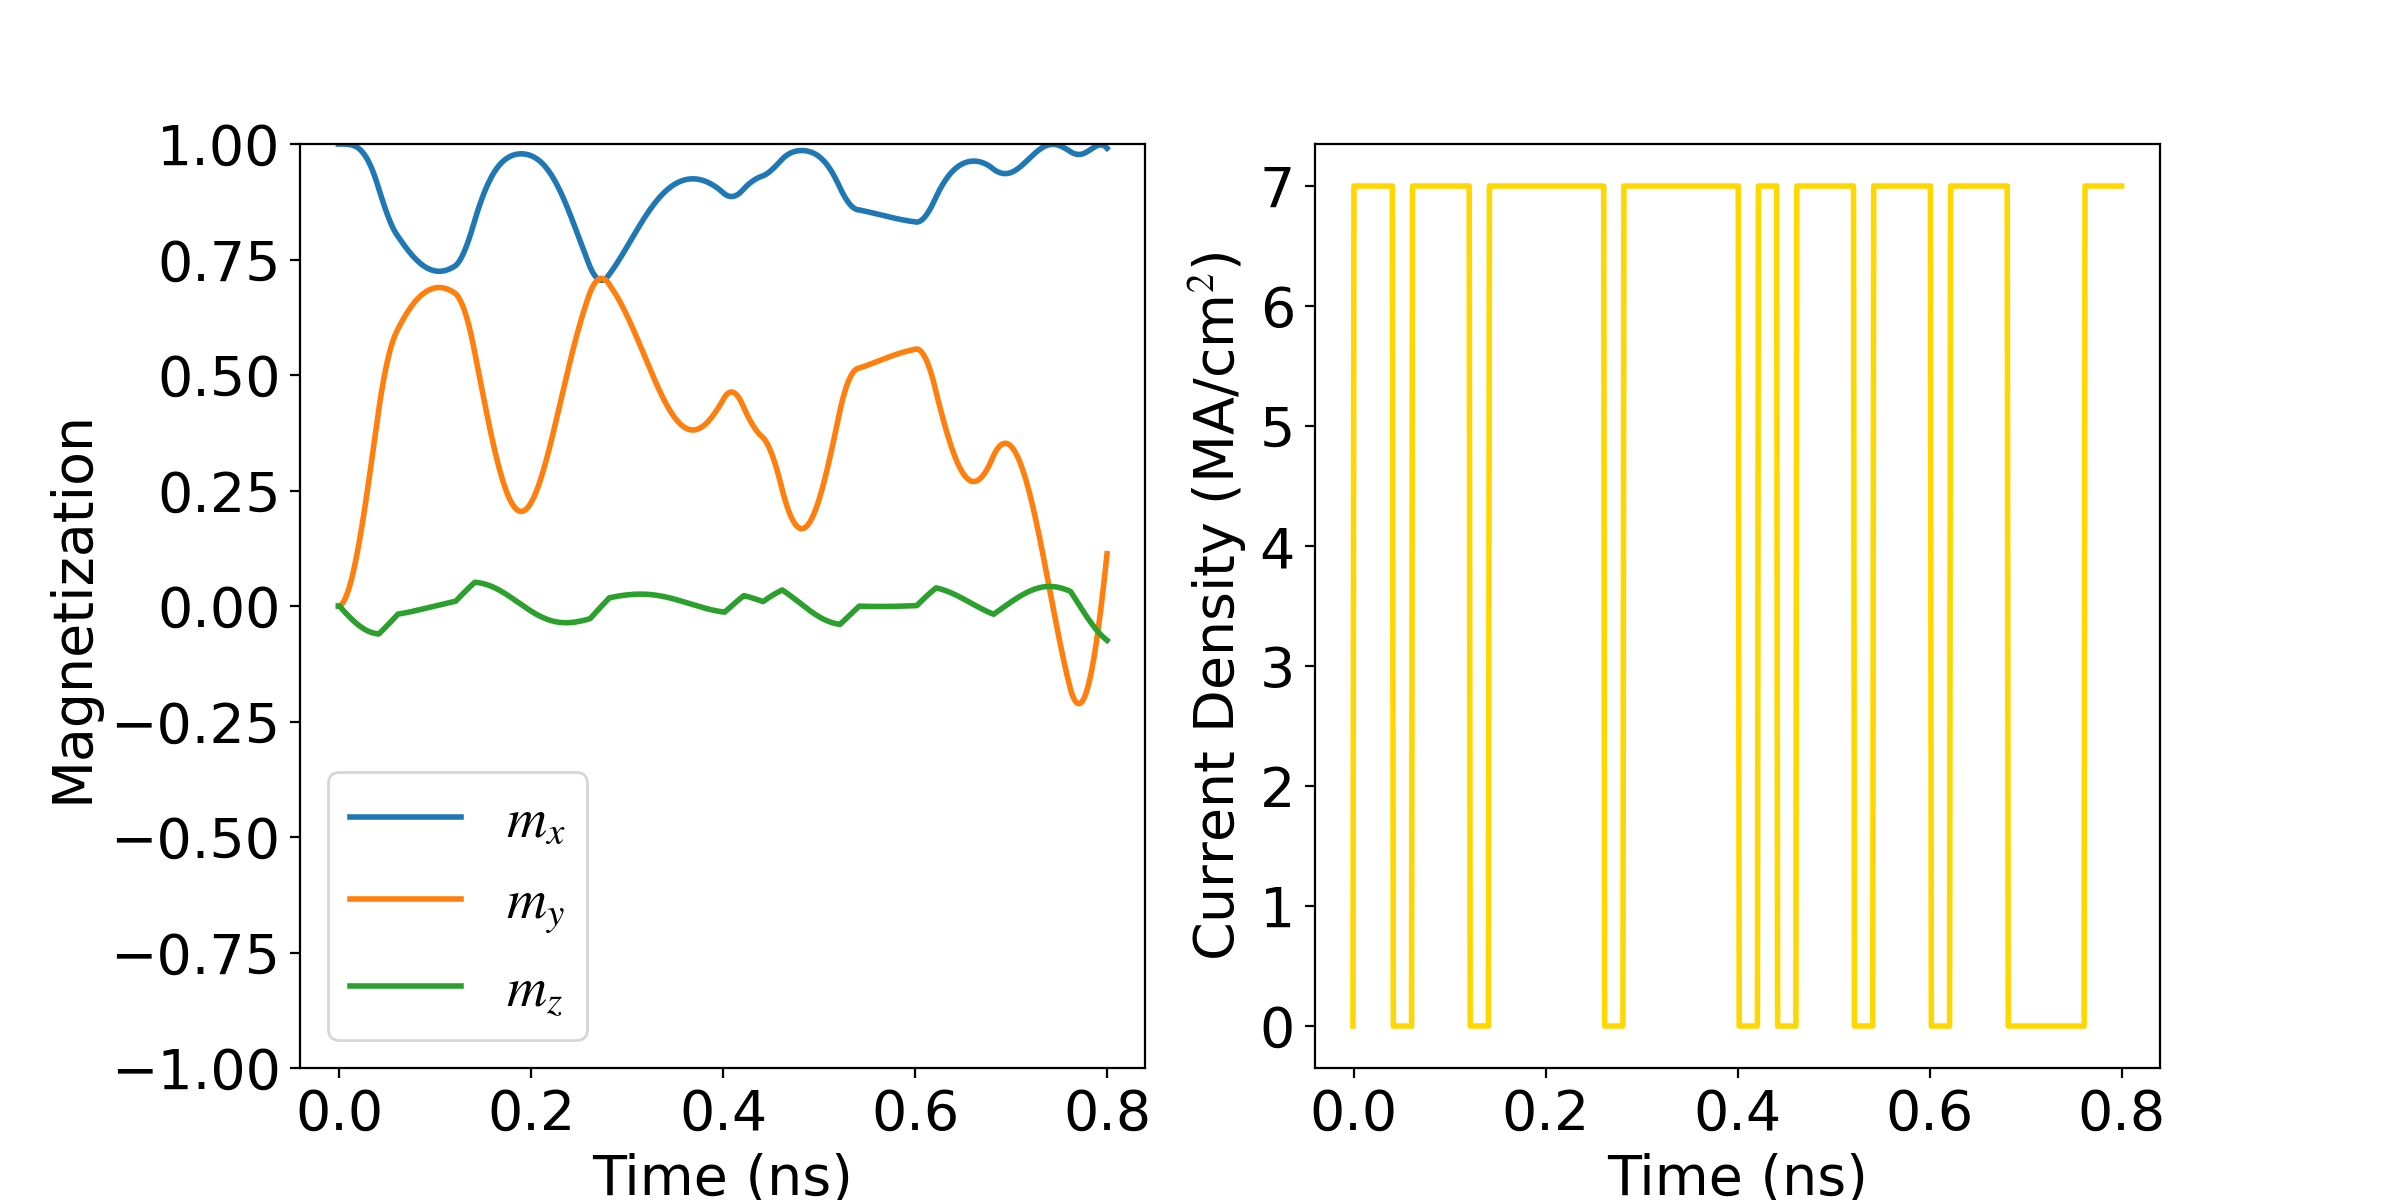 1.00
0.75
0.50
0.25
0.00
−0.25
−0.50
−0.75
−1.00
Magnetization
m_x
m_y
m_z
0.0 0.2 0.4 0.6 0.8
Time (ns)
7
6
5
4
3
2
1
0
Current Density (MA/cm²)
0.0 0.2 0.4 0.6 0.8
Time (ns)